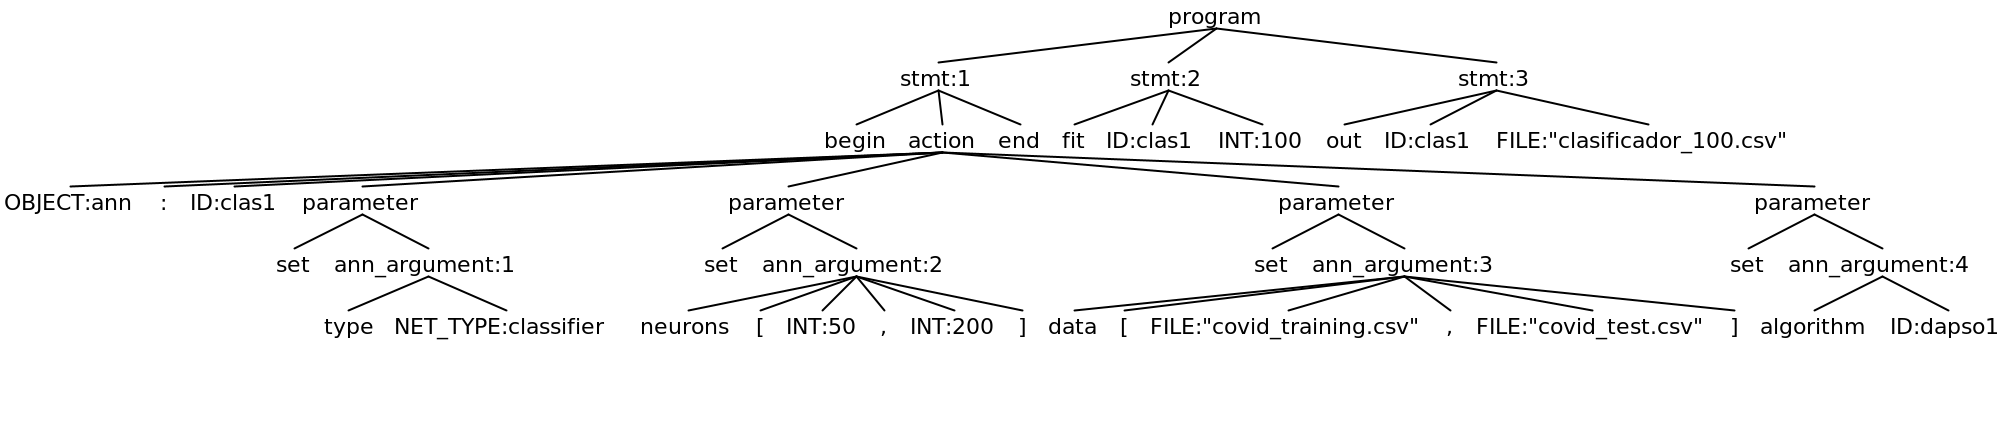 program
stmt:1 stmt:2 stmt:3
begin action end fit ID:clas1 INT:100 out ID:clas1 FILE:"clasificador_100.csv"
OBJECT:ann : ID:clas1 parameter parameter parameter parameter
set ann_argument:1 set ann_argument:2 set ann_argument:3 set ann_argument:4
type NET_TYPE:classifier neurons [ INT:50 , INT:200 ] data [ FILE:"covid_training.csv" , FILE:"covid_test.csv" ] algorithm ID:dapso1